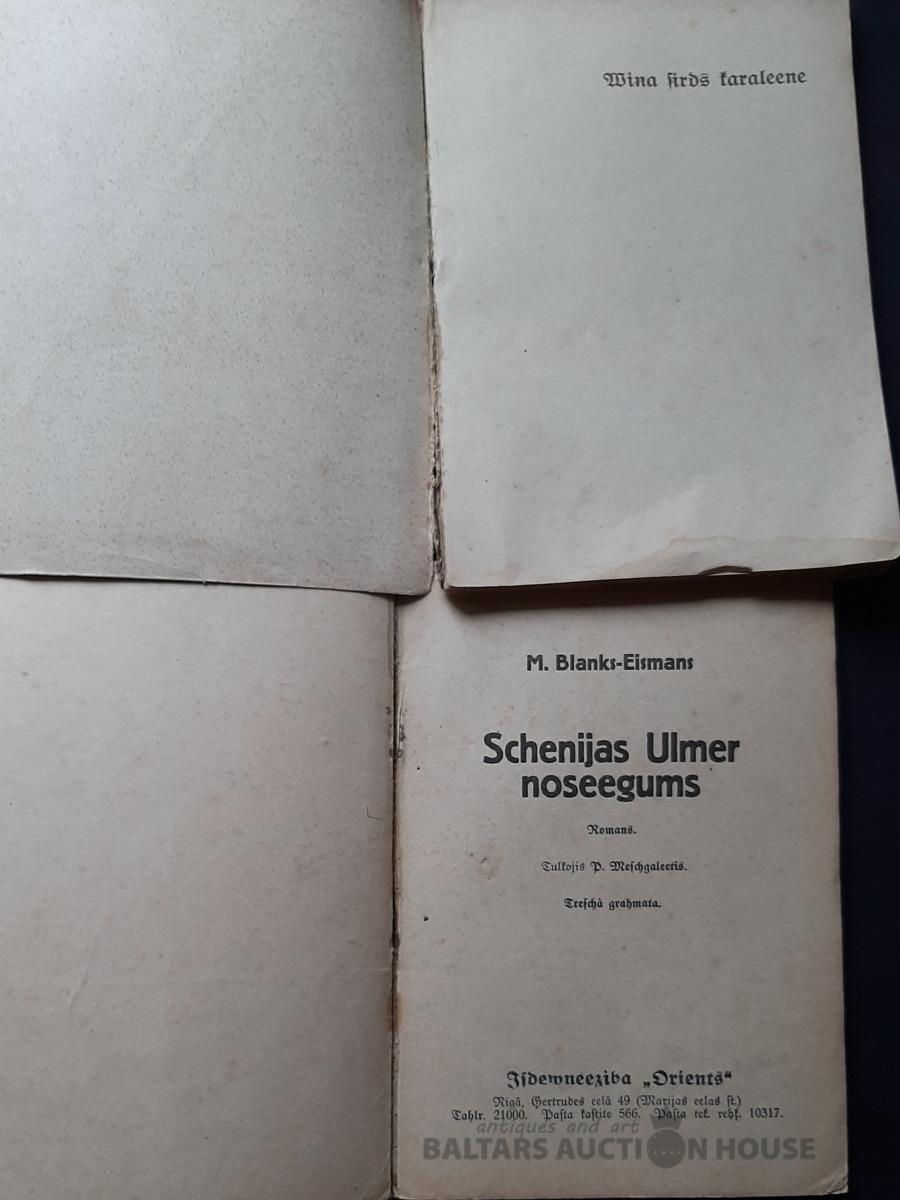 Wina sirds karaleene
M. Blanks-Eismans
Schenijas Ulmer
noseegums
Romans.
Tulkojis P. Meschgaleetis.
Treschà grahmata.
Isdewneeziba „Orients“
Rigâ, Gertrudes eelâ 49 (Marijas eelas st.)
Tahlr. 21000. Pasta kastite 566. Pasta tek. rehk. 10317.
antiques and art
BALTARS AUCTION HOUSE